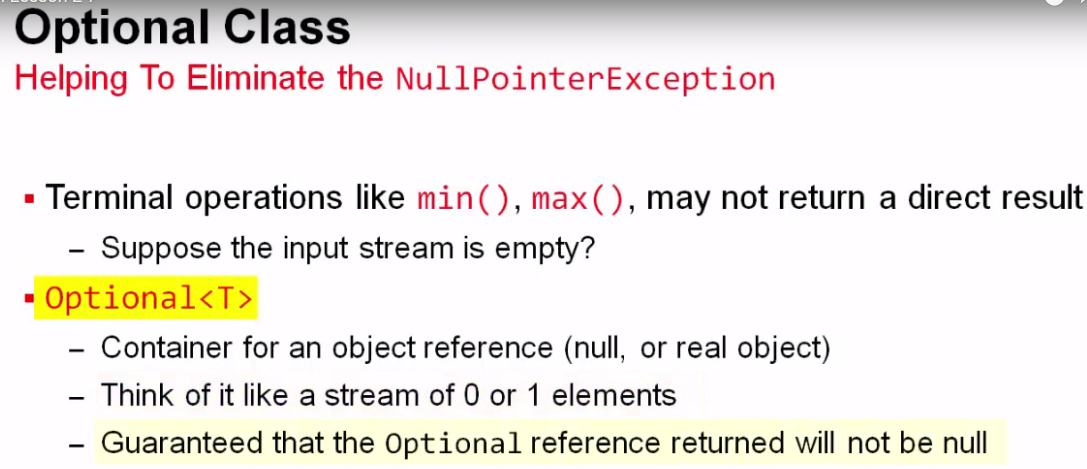 Optional Class
Helping To Eliminate the NullPointerException
▪ Terminal operations like min(), max(), may not return a direct result
– Suppose the input stream is empty?
▪ Optional<T>
– Container for an object reference (null, or real object)
– Think of it like a stream of 0 or 1 elements
– Guaranteed that the Optional reference returned will not be null